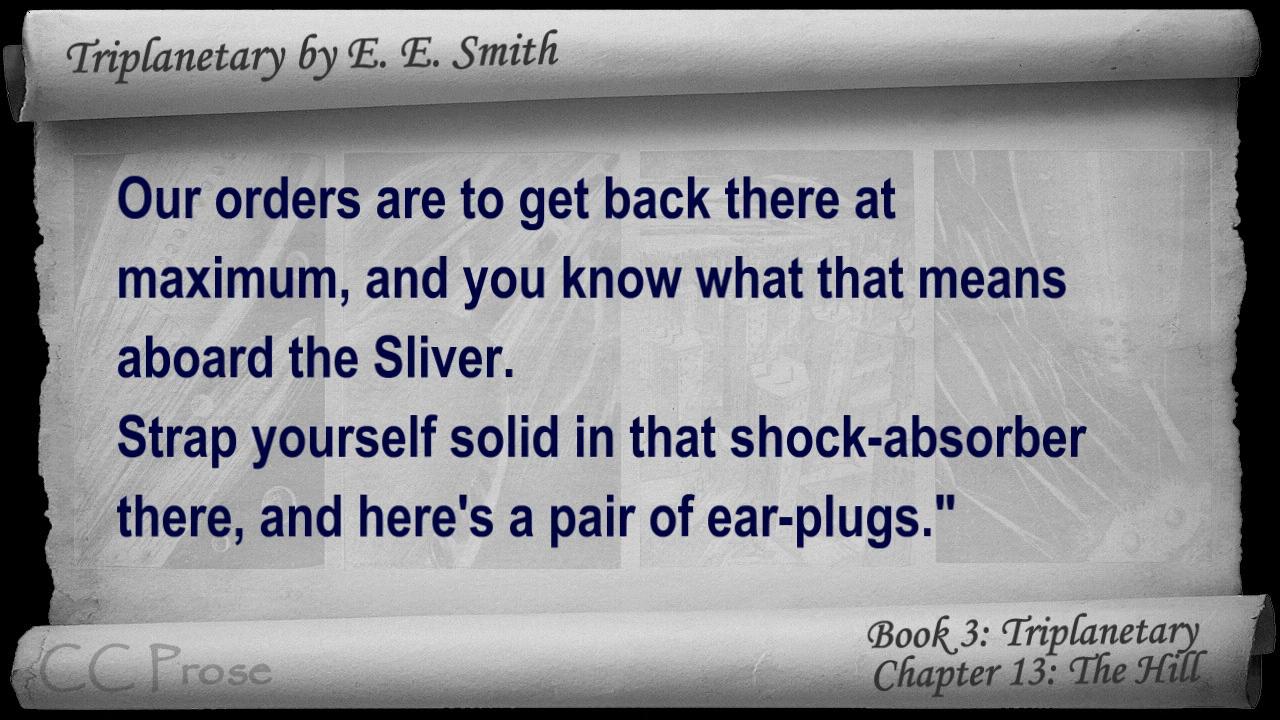 Triplanetary by E. E. Smith
Our orders are to get back there at
maximum, and you know what that means
aboard the Sliver.
Strap yourself solid in that shock-absorber
there, and here's a pair of ear-plugs."
Book 3: Triplanetary
Chapter 13: The Hill
CC Prose